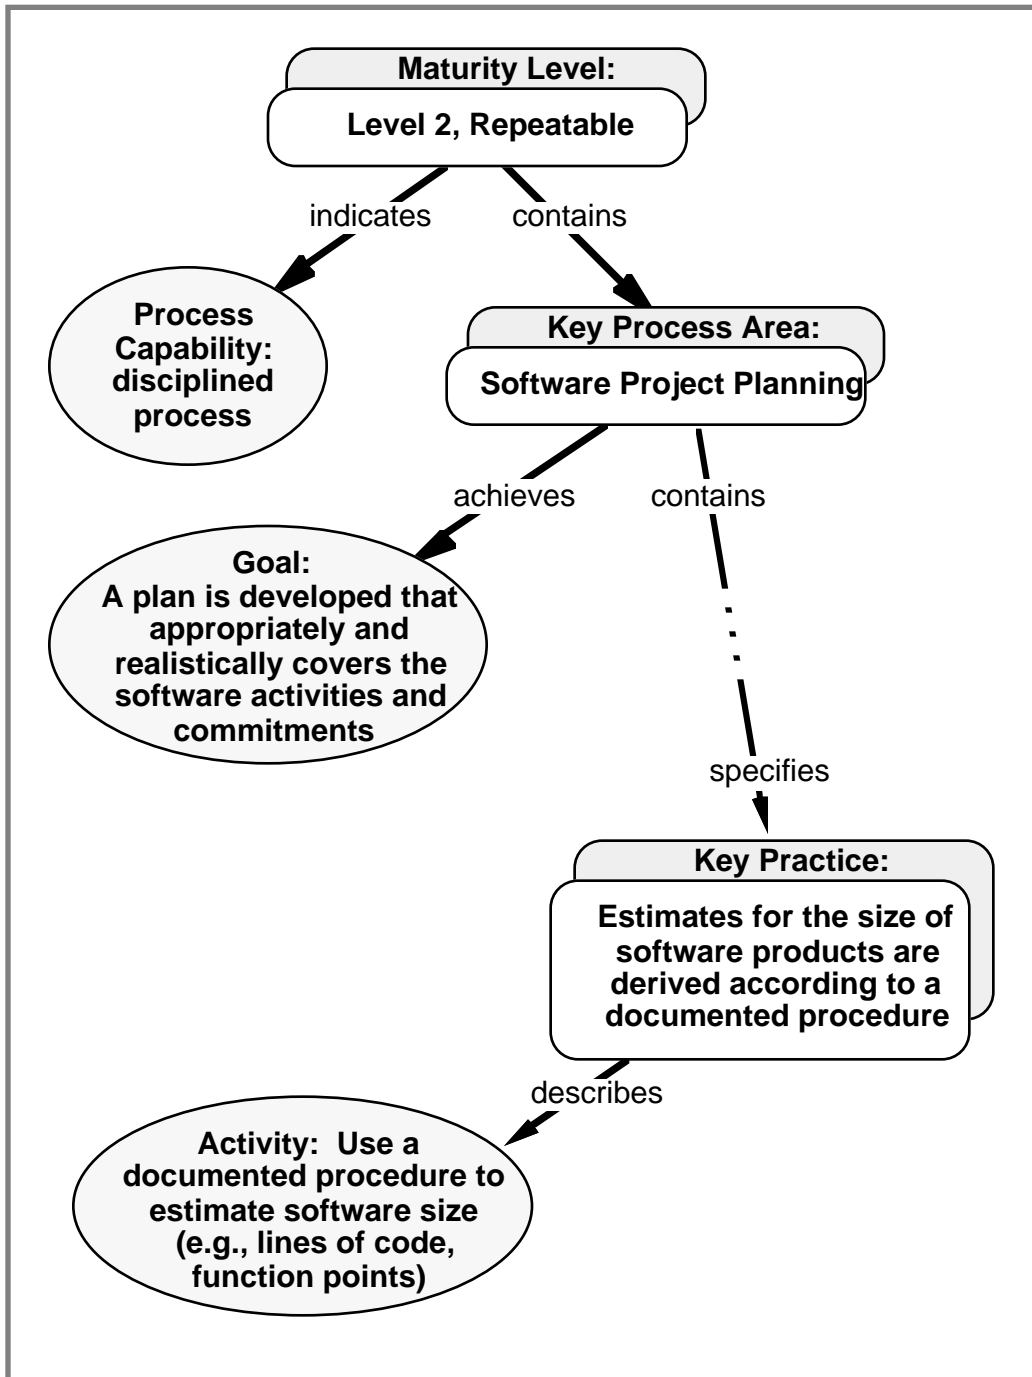 Maturity Level:
Level 2, Repeatable
indicates
contains
Process
Capability:
disciplined
process
Key Process Area:
Software Project Planning
achieves
contains
Goal:
A plan is developed that
appropriately and
realistically covers the
software activities and
commitments
specifies
Key Practice:
Estimates for the size of
software products are
derived according to a
documented procedure
describes
Activity:  Use a
documented procedure to
estimate software size
(e.g., lines of code,
function points)